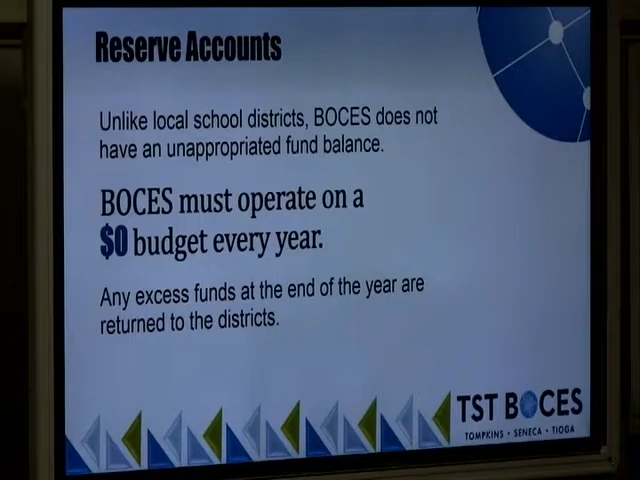 Reserve Accounts
Unlike local school districts, BOCES does not
have an unappropriated fund balance.
BOCES must operate on a
$0 budget every year.
Any excess funds at the end of the year are
returned to the districts.
TST BOCES
TOMPKINS • SENECA • TIOGA